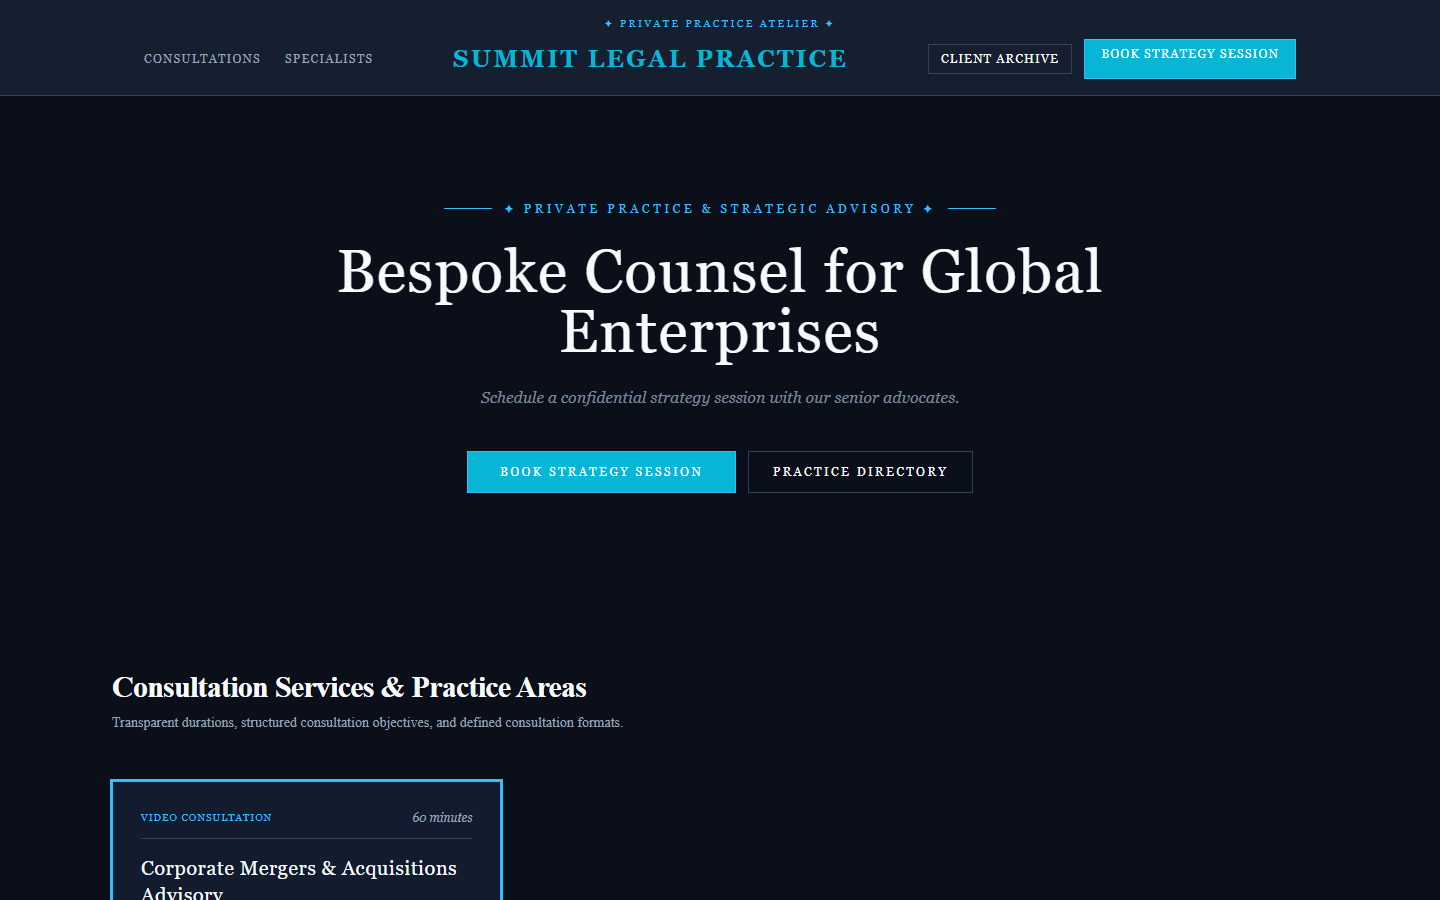 ✦ PRIVATE PRACTICE ATELIER ✦
CONSULTATIONS
SPECIALISTS
SUMMIT LEGAL PRACTICE
CLIENT ARCHIVE
BOOK STRATEGY SESSION
✦ PRIVATE PRACTICE & STRATEGIC ADVISORY ✦
Bespoke Counsel for Global
Enterprises
Schedule a confidential strategy session with our senior advocates.
BOOK STRATEGY SESSION
PRACTICE DIRECTORY
Consultation Services & Practice Areas
Transparent durations, structured consultation objectives, and defined consultation formats.
VIDEO CONSULTATION
60 minutes
Corporate Mergers & Acquisitions
Advisory